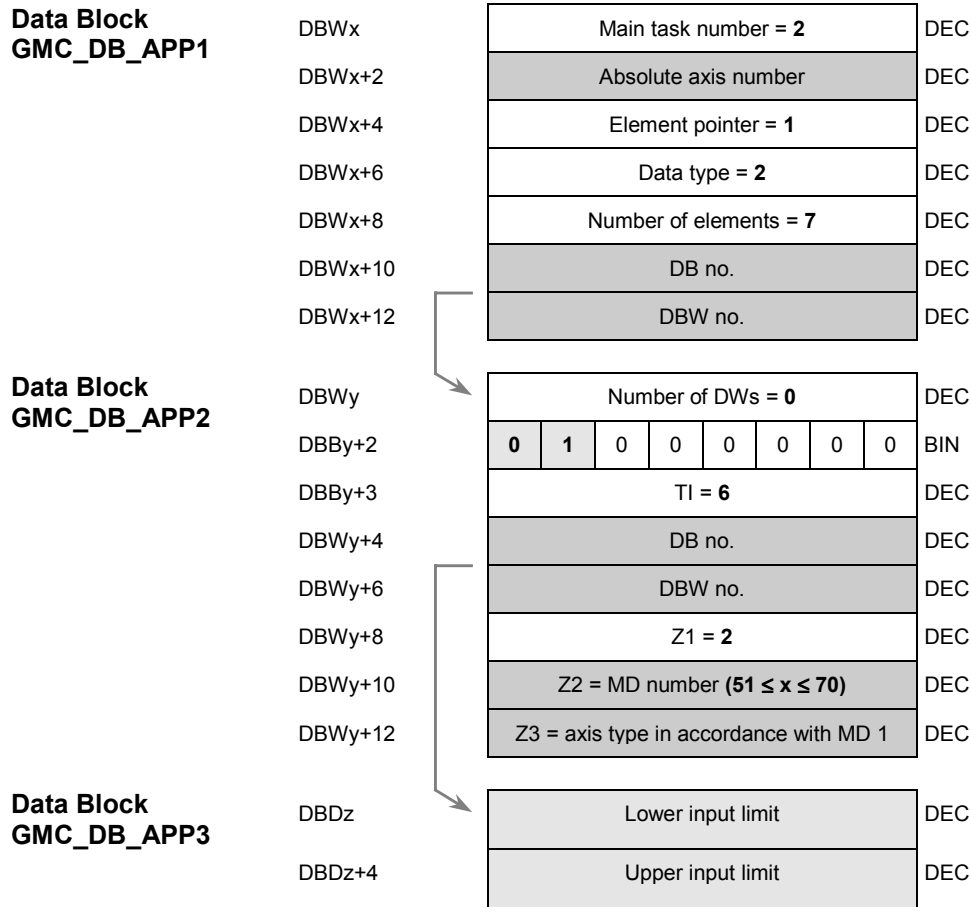 Data Block
GMC_DB_APP1
DBWx Main task number = 2 DEC
DBWx+2 Absolute axis number DEC
DBWx+4 Element pointer = 1 DEC
DBWx+6 Data type = 2 DEC
DBWx+8 Number of elements = 7 DEC
DBWx+10 DB no. DEC
DBWx+12 DBW no. DEC
Data Block
GMC_DB_APP2
DBWy Number of DWs = 0 DEC
DBBy+2 0 1 0 0 0 0 0 0 BIN
DBBy+3 TI = 6 DEC
DBWy+4 DB no. DEC
DBWy+6 DBW no. DEC
DBWy+8 Z1 = 2 DEC
DBWy+10 Z2 = MD number (51 ≤ x ≤ 70) DEC
DBWy+12 Z3 = axis type in accordance with MD 1 DEC
Data Block
GMC_DB_APP3
DBDz Lower input limit DEC
DBDz+4 Upper input limit DEC